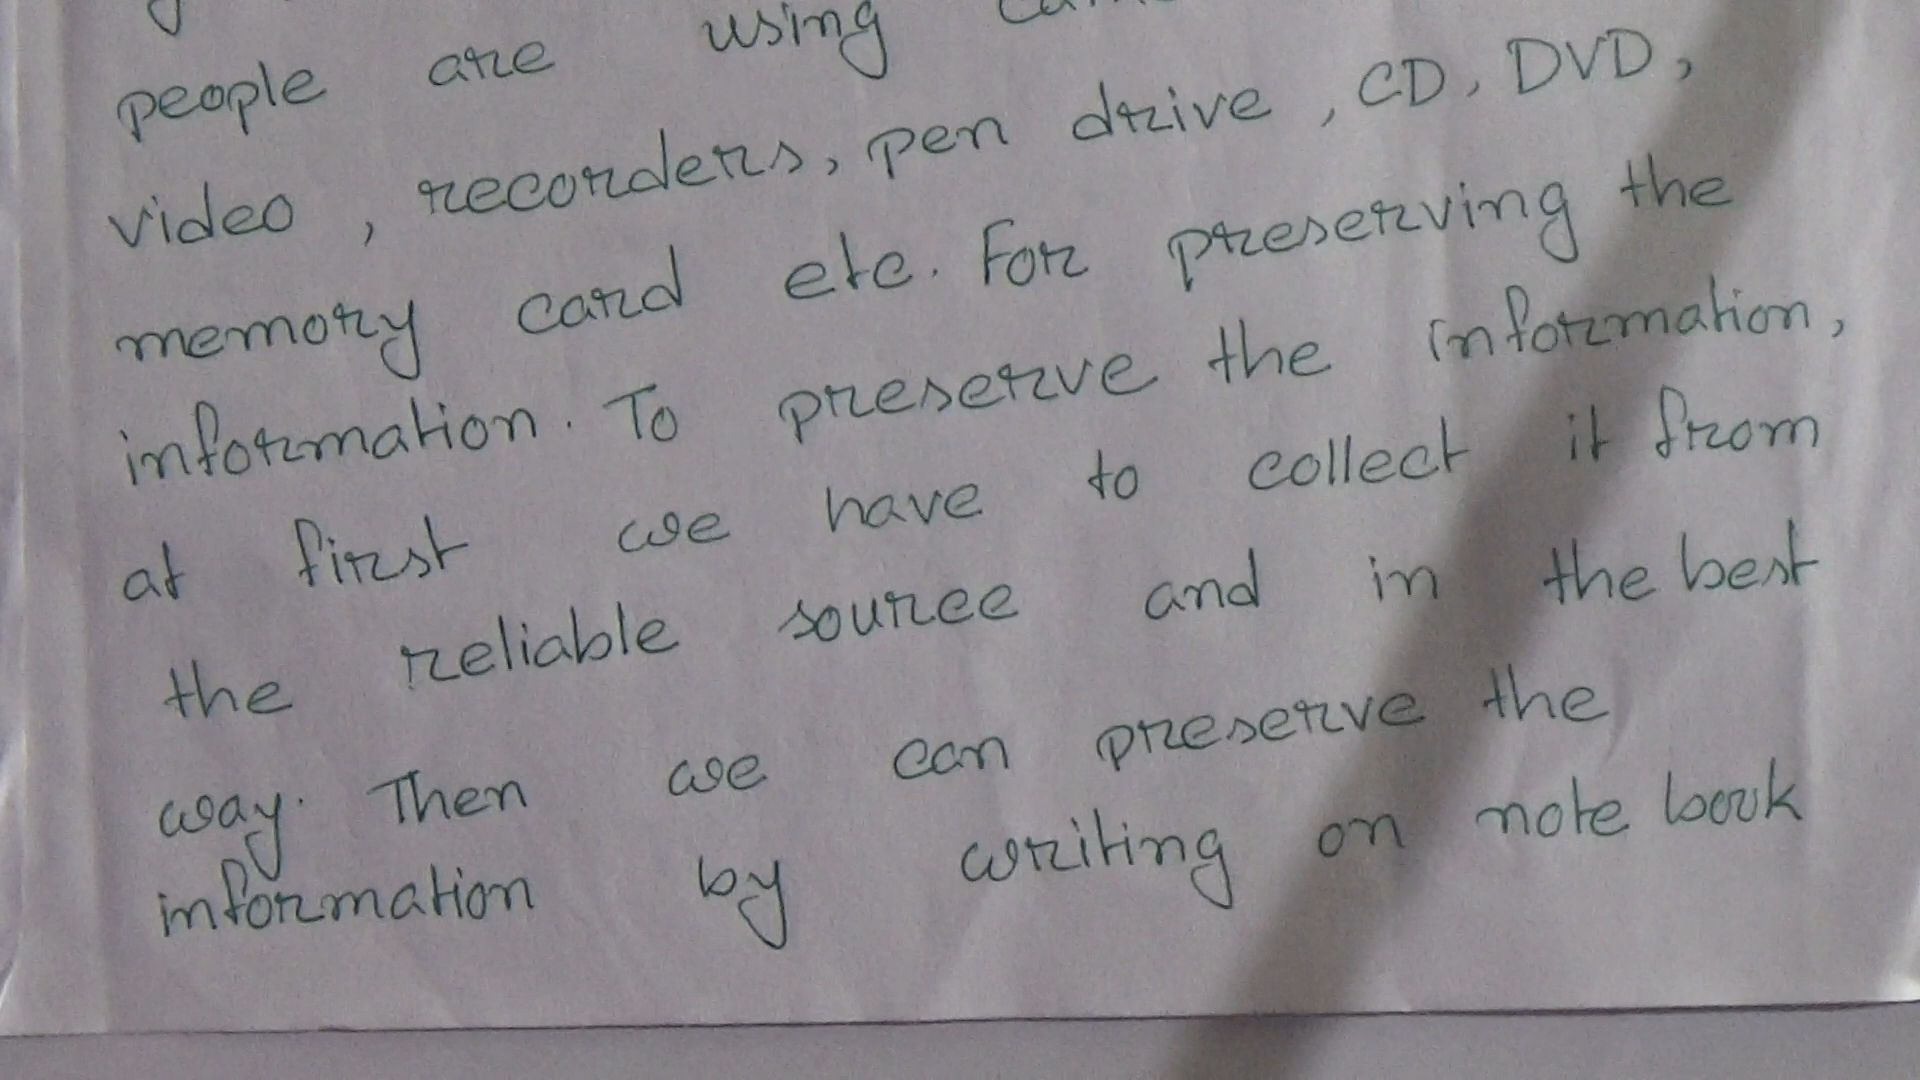 people are using
video , recorders, pen drive , CD, DVD,
memory card etc. For preserving the
information. To preserve the information,
at first we have to collect it from
the reliable source and in the best
way. Then we can preserve the
information by writing on note book